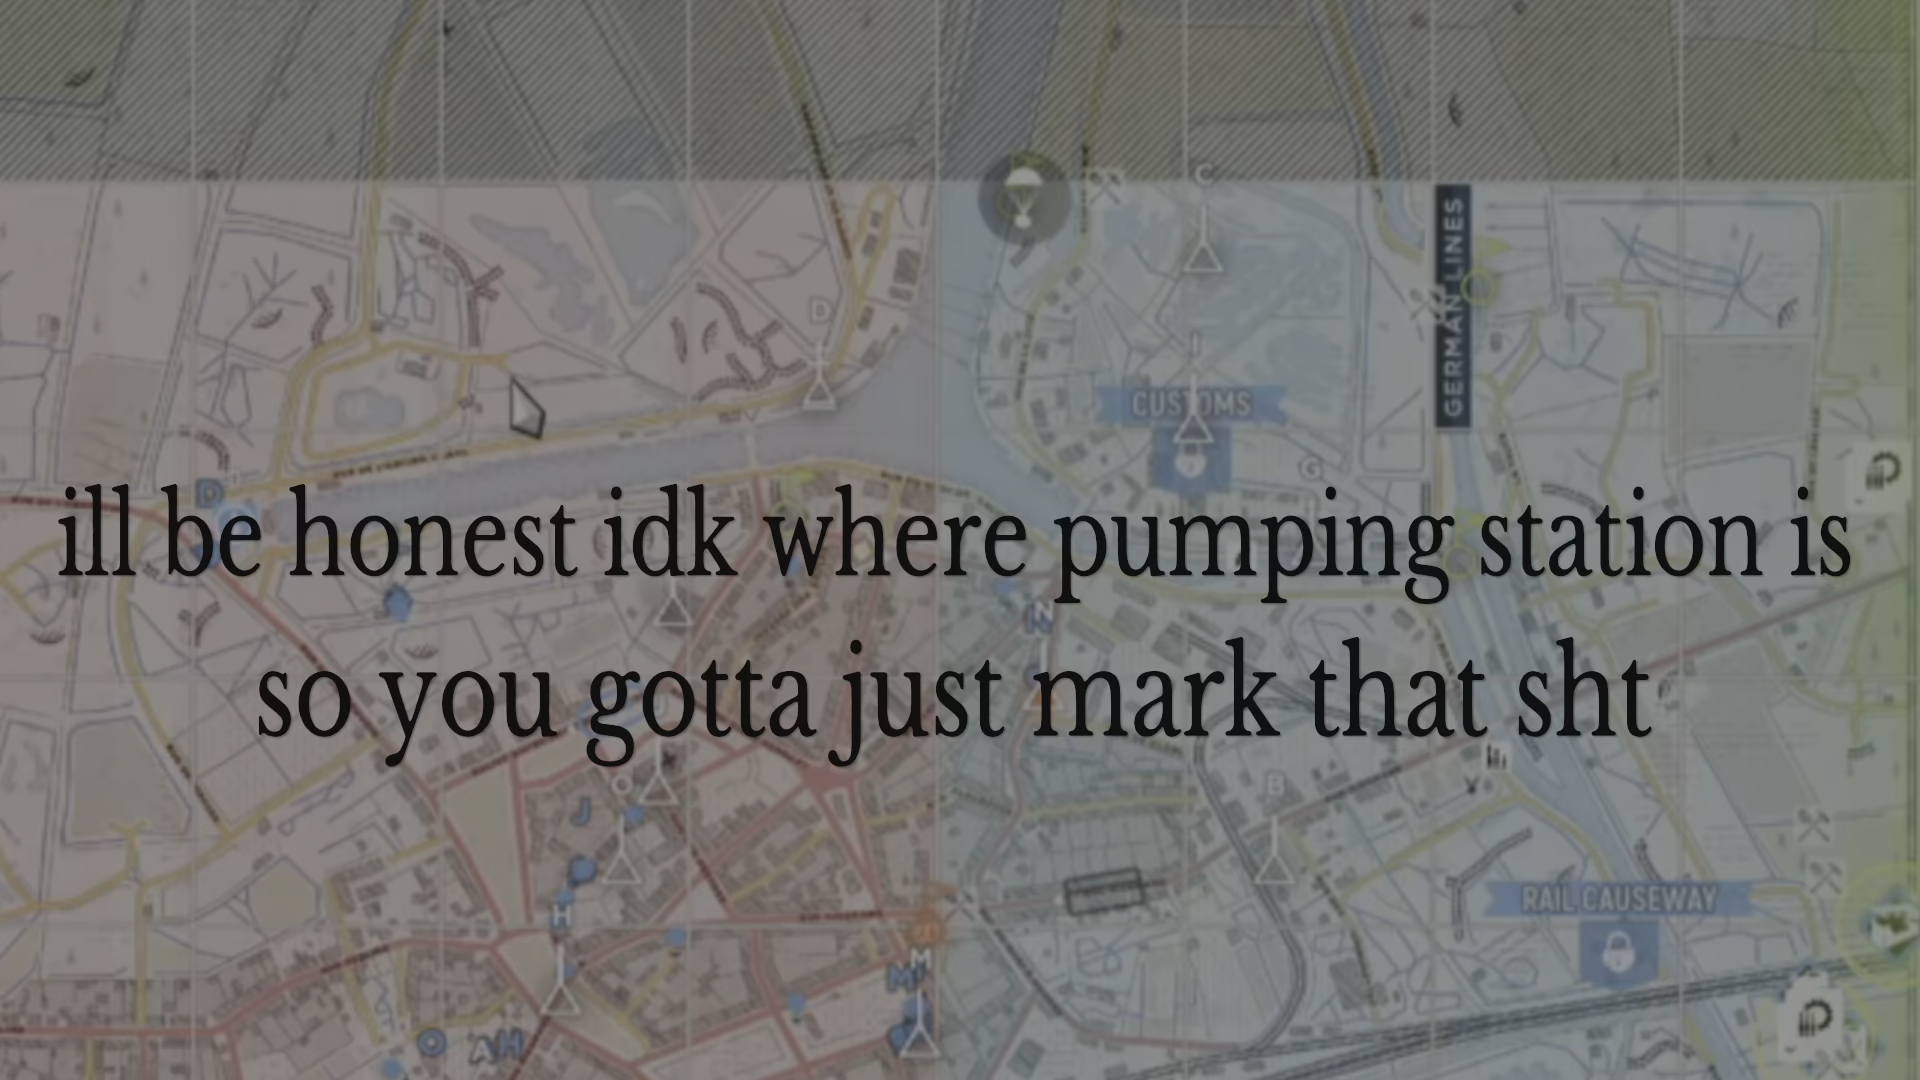 C
GERMAN LINES
D
I
CUSTOMS
G
D
ill be honest idk where pumping station is
N
so you gotta just mark that sht
B
O
J
RAIL CAUSEWAY
H
M
M
O
AH